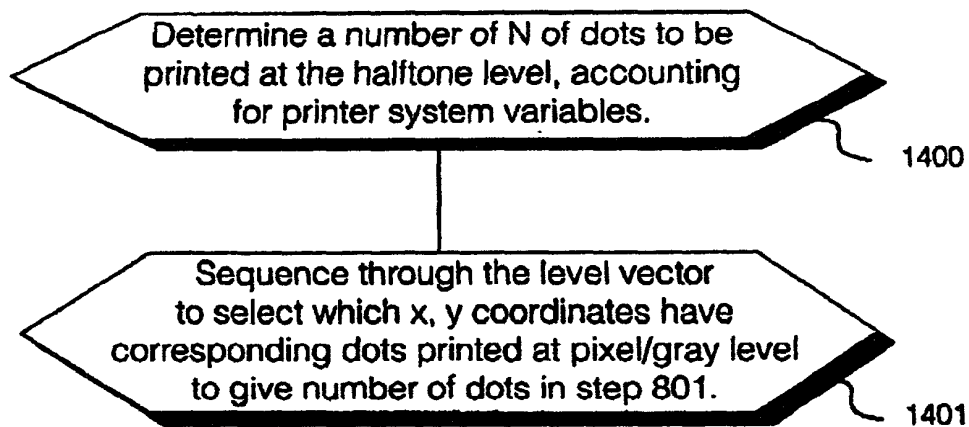 Determine a number of N of dots to be
printed at the halftone level, accounting
for printer system variables.
1400
Sequence through the level vector
to select which x, y coordinates have
corresponding dots printed at pixel/gray level
to give number of dots in step 801.
1401